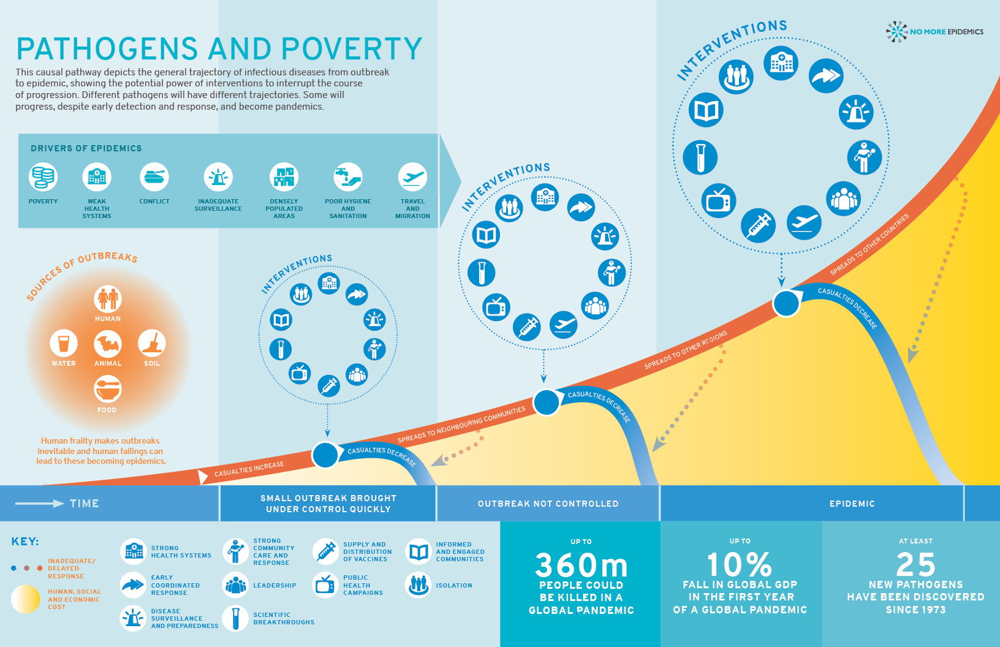 PATHOGENS AND POVERTY
This causal pathway depicts the general trajectory of infectious diseases from outbreak
to epidemic, showing the potential power of interventions to interrupt the course
of progression. Different pathogens will have different trajectories. Some will
progress, despite early detection and response, and become pandemics.
NO MORE EPIDEMICS
DRIVERS OF EPIDEMICS
POVERTY
WEAK
HEALTH
SYSTEMS
CONFLICT
INADEQUATE
SURVEILLANCE
DENSELY
POPULATED
AREAS
POOR HYGIENE
AND
SANITATION
TRAVEL
AND
MIGRATION
SOURCES OF OUTBREAKS
HUMAN
WATER
ANIMAL
SOIL
FOOD
Human frailty makes outbreaks
inevitable and human failings can
lead to these becoming epidemics.
INTERVENTIONS
INTERVENTIONS
INTERVENTIONS
CASUALTIES INCREASE
CASUALTIES DECREASE
SPREADS TO NEIGHBOURING COMMUNITIES
CASUALTIES DECREASE
SPREADS TO OTHER REGIONS
CASUALTIES DECREASE
SPREADS TO OTHER COUNTRIES
TIME
SMALL OUTBREAK BROUGHT
UNDER CONTROL QUICKLY
OUTBREAK NOT CONTROLLED
EPIDEMIC
KEY:
INADEQUATE/
DELAYED
RESPONSE
HUMAN, SOCIAL
AND ECONOMIC
COST
STRONG
HEALTH SYSTEMS
EARLY
COORDINATED
RESPONSE
DISEASE
SURVEILLANCE
AND PREPAREDNESS
STRONG
COMMUNITY
CARE AND
RESPONSE
LEADERSHIP
SCIENTIFIC
BREAKTHROUGHS
SUPPLY AND
DISTRIBUTION
OF VACCINES
PUBLIC
HEALTH
CAMPAIGNS
INFORMED
AND ENGAGED
COMMUNITIES
ISOLATION
UP TO
360m
PEOPLE COULD
BE KILLED IN A
GLOBAL PANDEMIC
UP TO
10%
FALL IN GLOBAL GDP
IN THE FIRST YEAR
OF A GLOBAL PANDEMIC
AT LEAST
25
NEW PATHOGENS
HAVE BEEN DISCOVERED
SINCE 1973